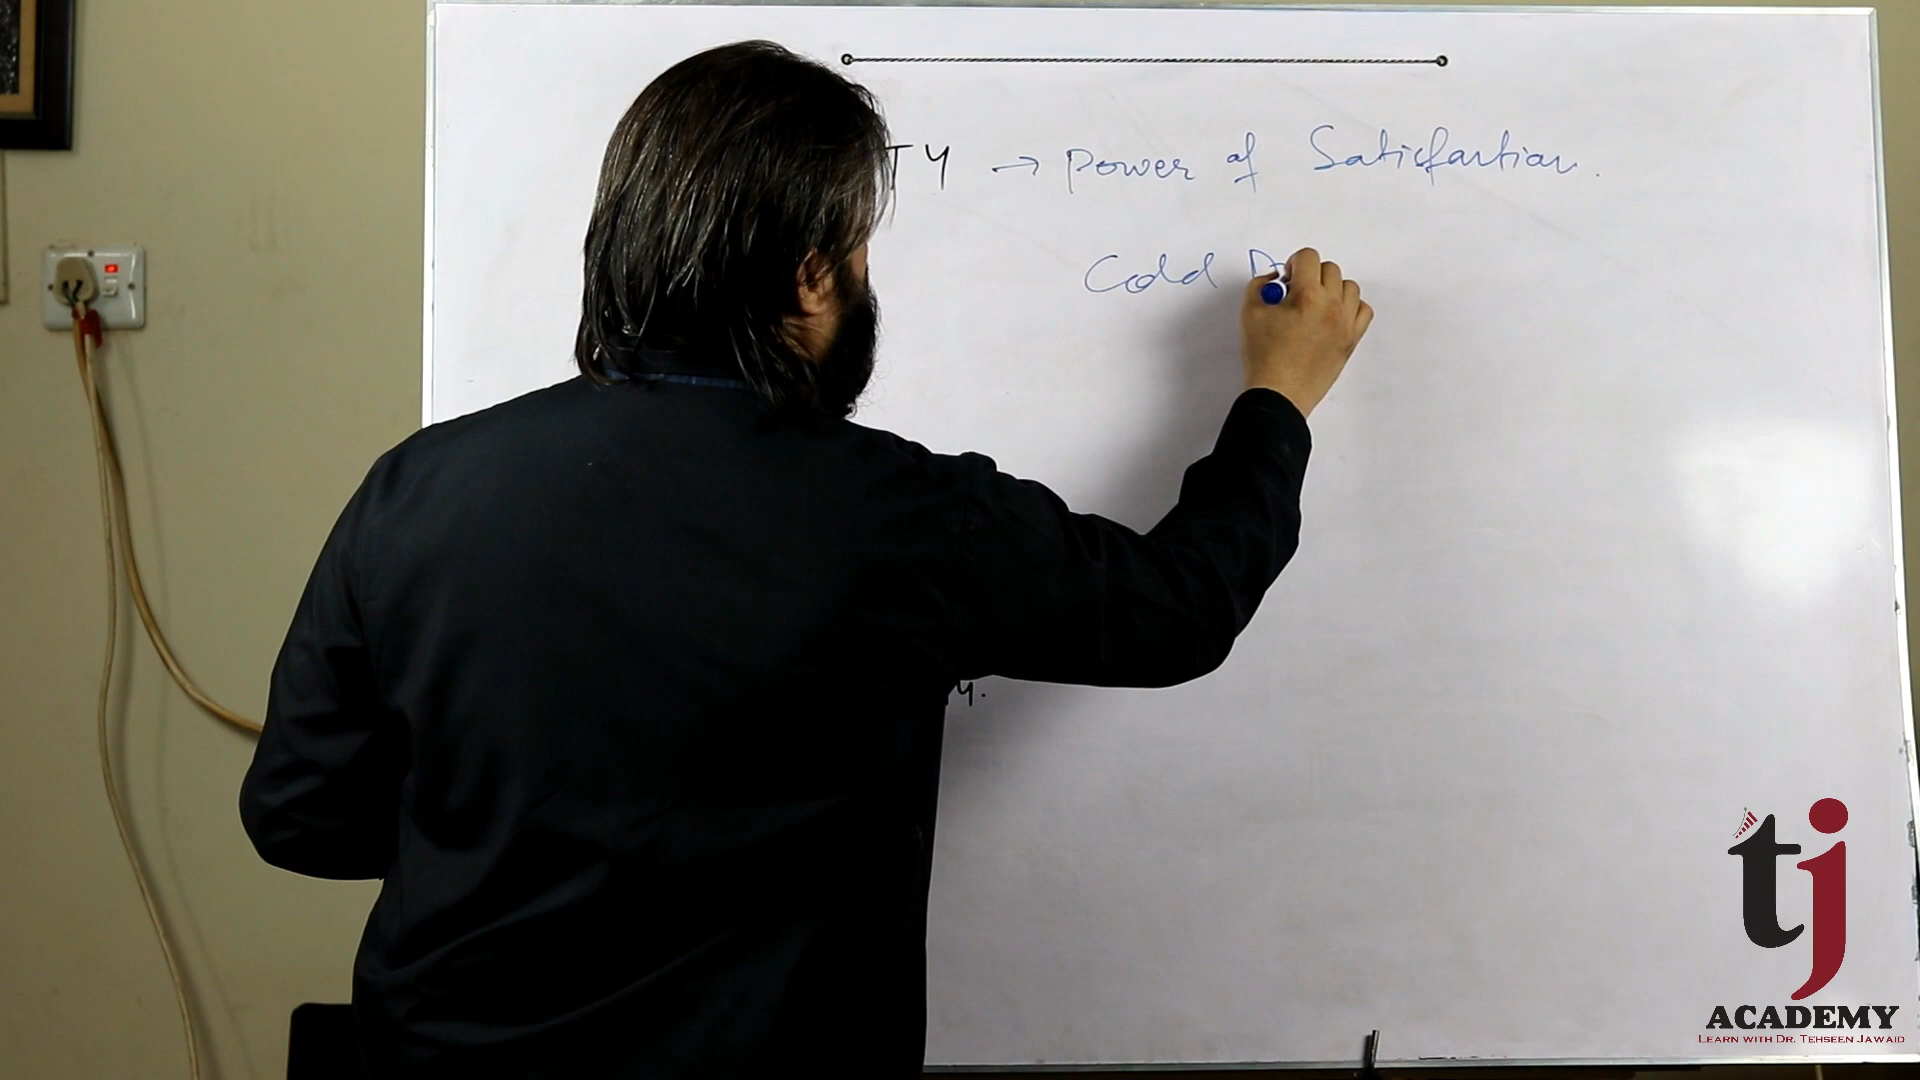 TY → Power of Satisfaction.
Cold D
y.
tj
ACADEMY
LEARN WITH DR. TEHSEEN JAWAID